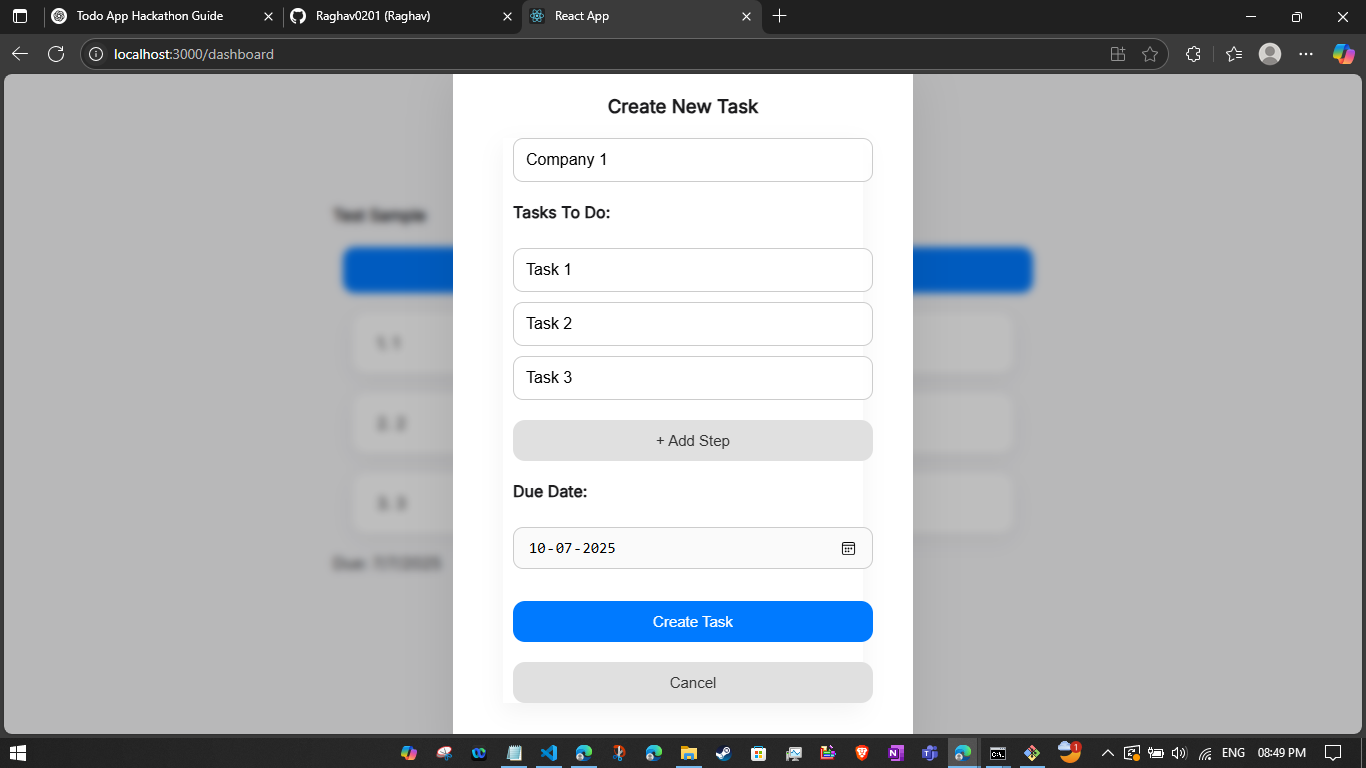 Todo App Hackathon Guide
Raghav0201 (Raghav)
React App
localhost:3000/dashboard
Create New Task
Company 1
Tasks To Do:
Test Sample
Task 1
1. 1
Task 2
Task 3
2. 2
+ Add Step
Due Date:
3. 3
10-07-2025
Due: 7/7/2025
Create Task
Cancel
1
ENG
08:49 PM